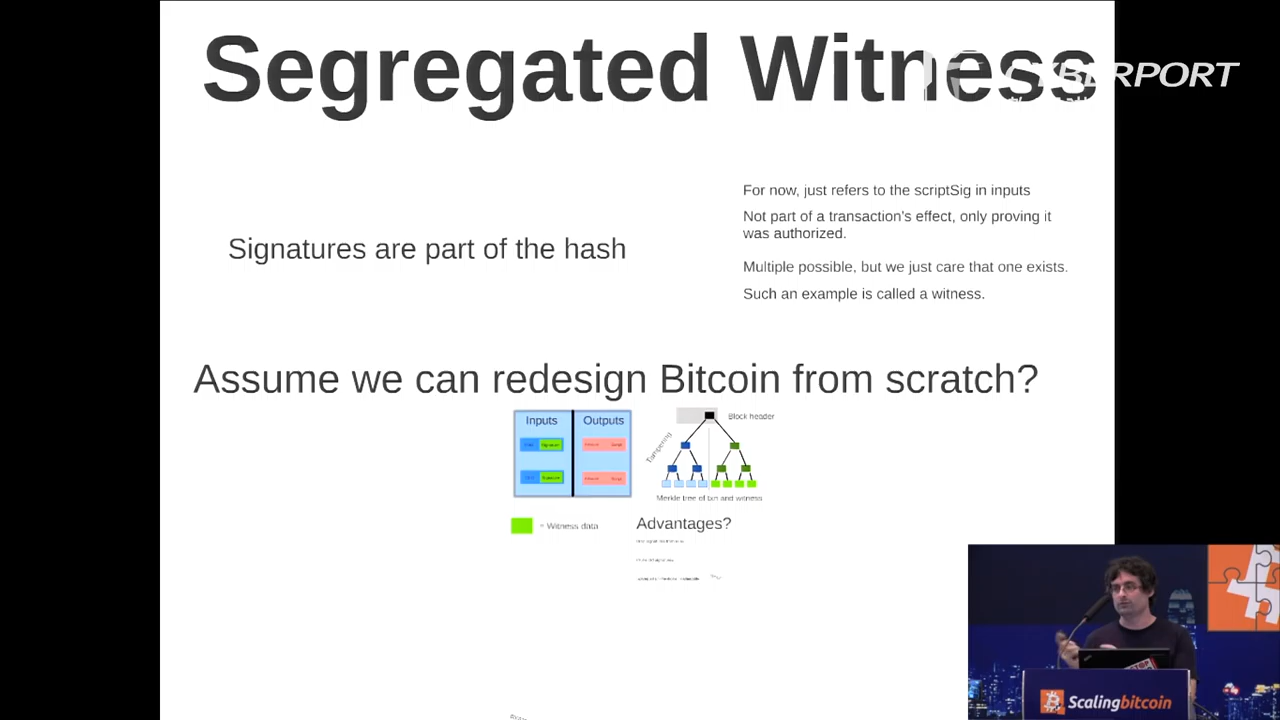 Segregated Witness
CYBERPORT
For now, just refers to the scriptSig in inputs
Not part of a transaction's effect, only proving it
was authorized.
Signatures are part of the hash
Multiple possible, but we just care that one exists.
Such an example is called a witness.
Assume we can redesign Bitcoin from scratch?
Inputs Outputs
Block header
Tampering
Merkle tree of txn and witness
= Witness data
Advantages?
Scalingbitcoin